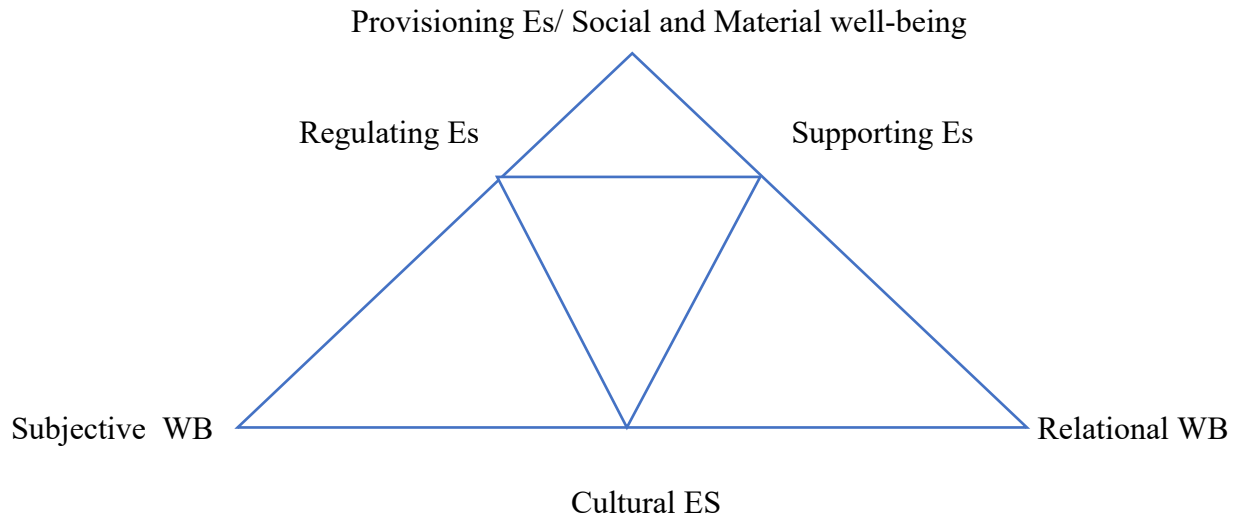 Provisioning Es/ Social and Material well-being
Regulating Es
Supporting Es
Subjective  WB
Relational WB
Cultural ES